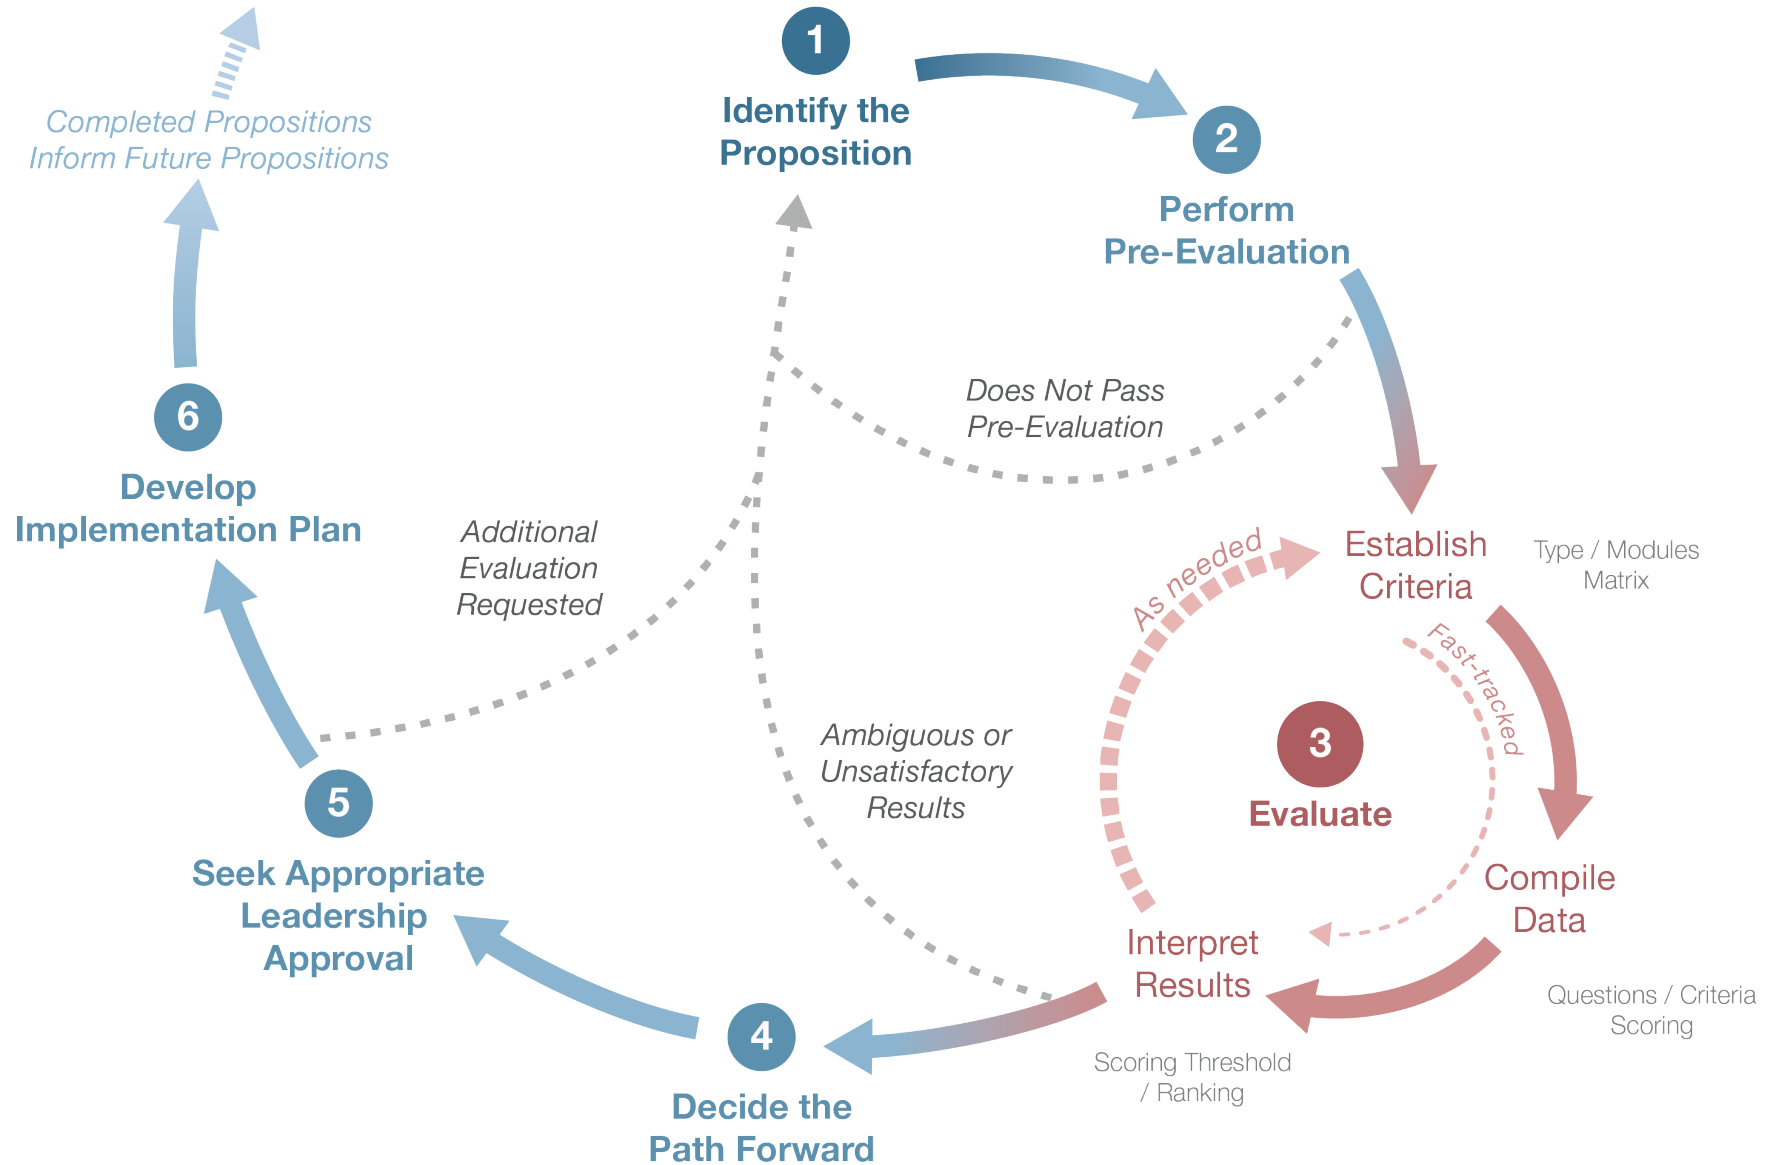 1
Identify the
Proposition
2
Perform
Pre-Evaluation
Does Not Pass
Pre-Evaluation
3
Evaluate
Establish
Criteria
Type / Modules
Matrix
Fast-tracked
As needed
Compile
Data
Questions / Criteria
Scoring
Interpret
Results
Scoring Threshold
/ Ranking
Ambiguous or
Unsatisfactory
Results
4
Decide the
Path Forward
5
Seek Appropriate
Leadership
Approval
Additional
Evaluation
Requested
6
Develop
Implementation Plan
Completed Propositions
Inform Future Propositions